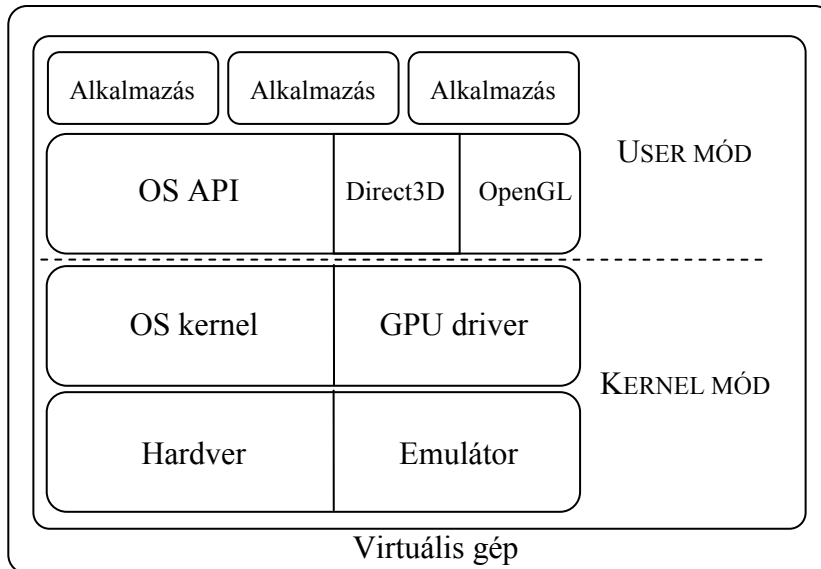 Alkalmazás Alkalmazás Alkalmazás
USER MÓD
OS API Direct3D OpenGL
OS kernel GPU driver
KERNEL MÓD
Hardver Emulátor
Virtuális gép